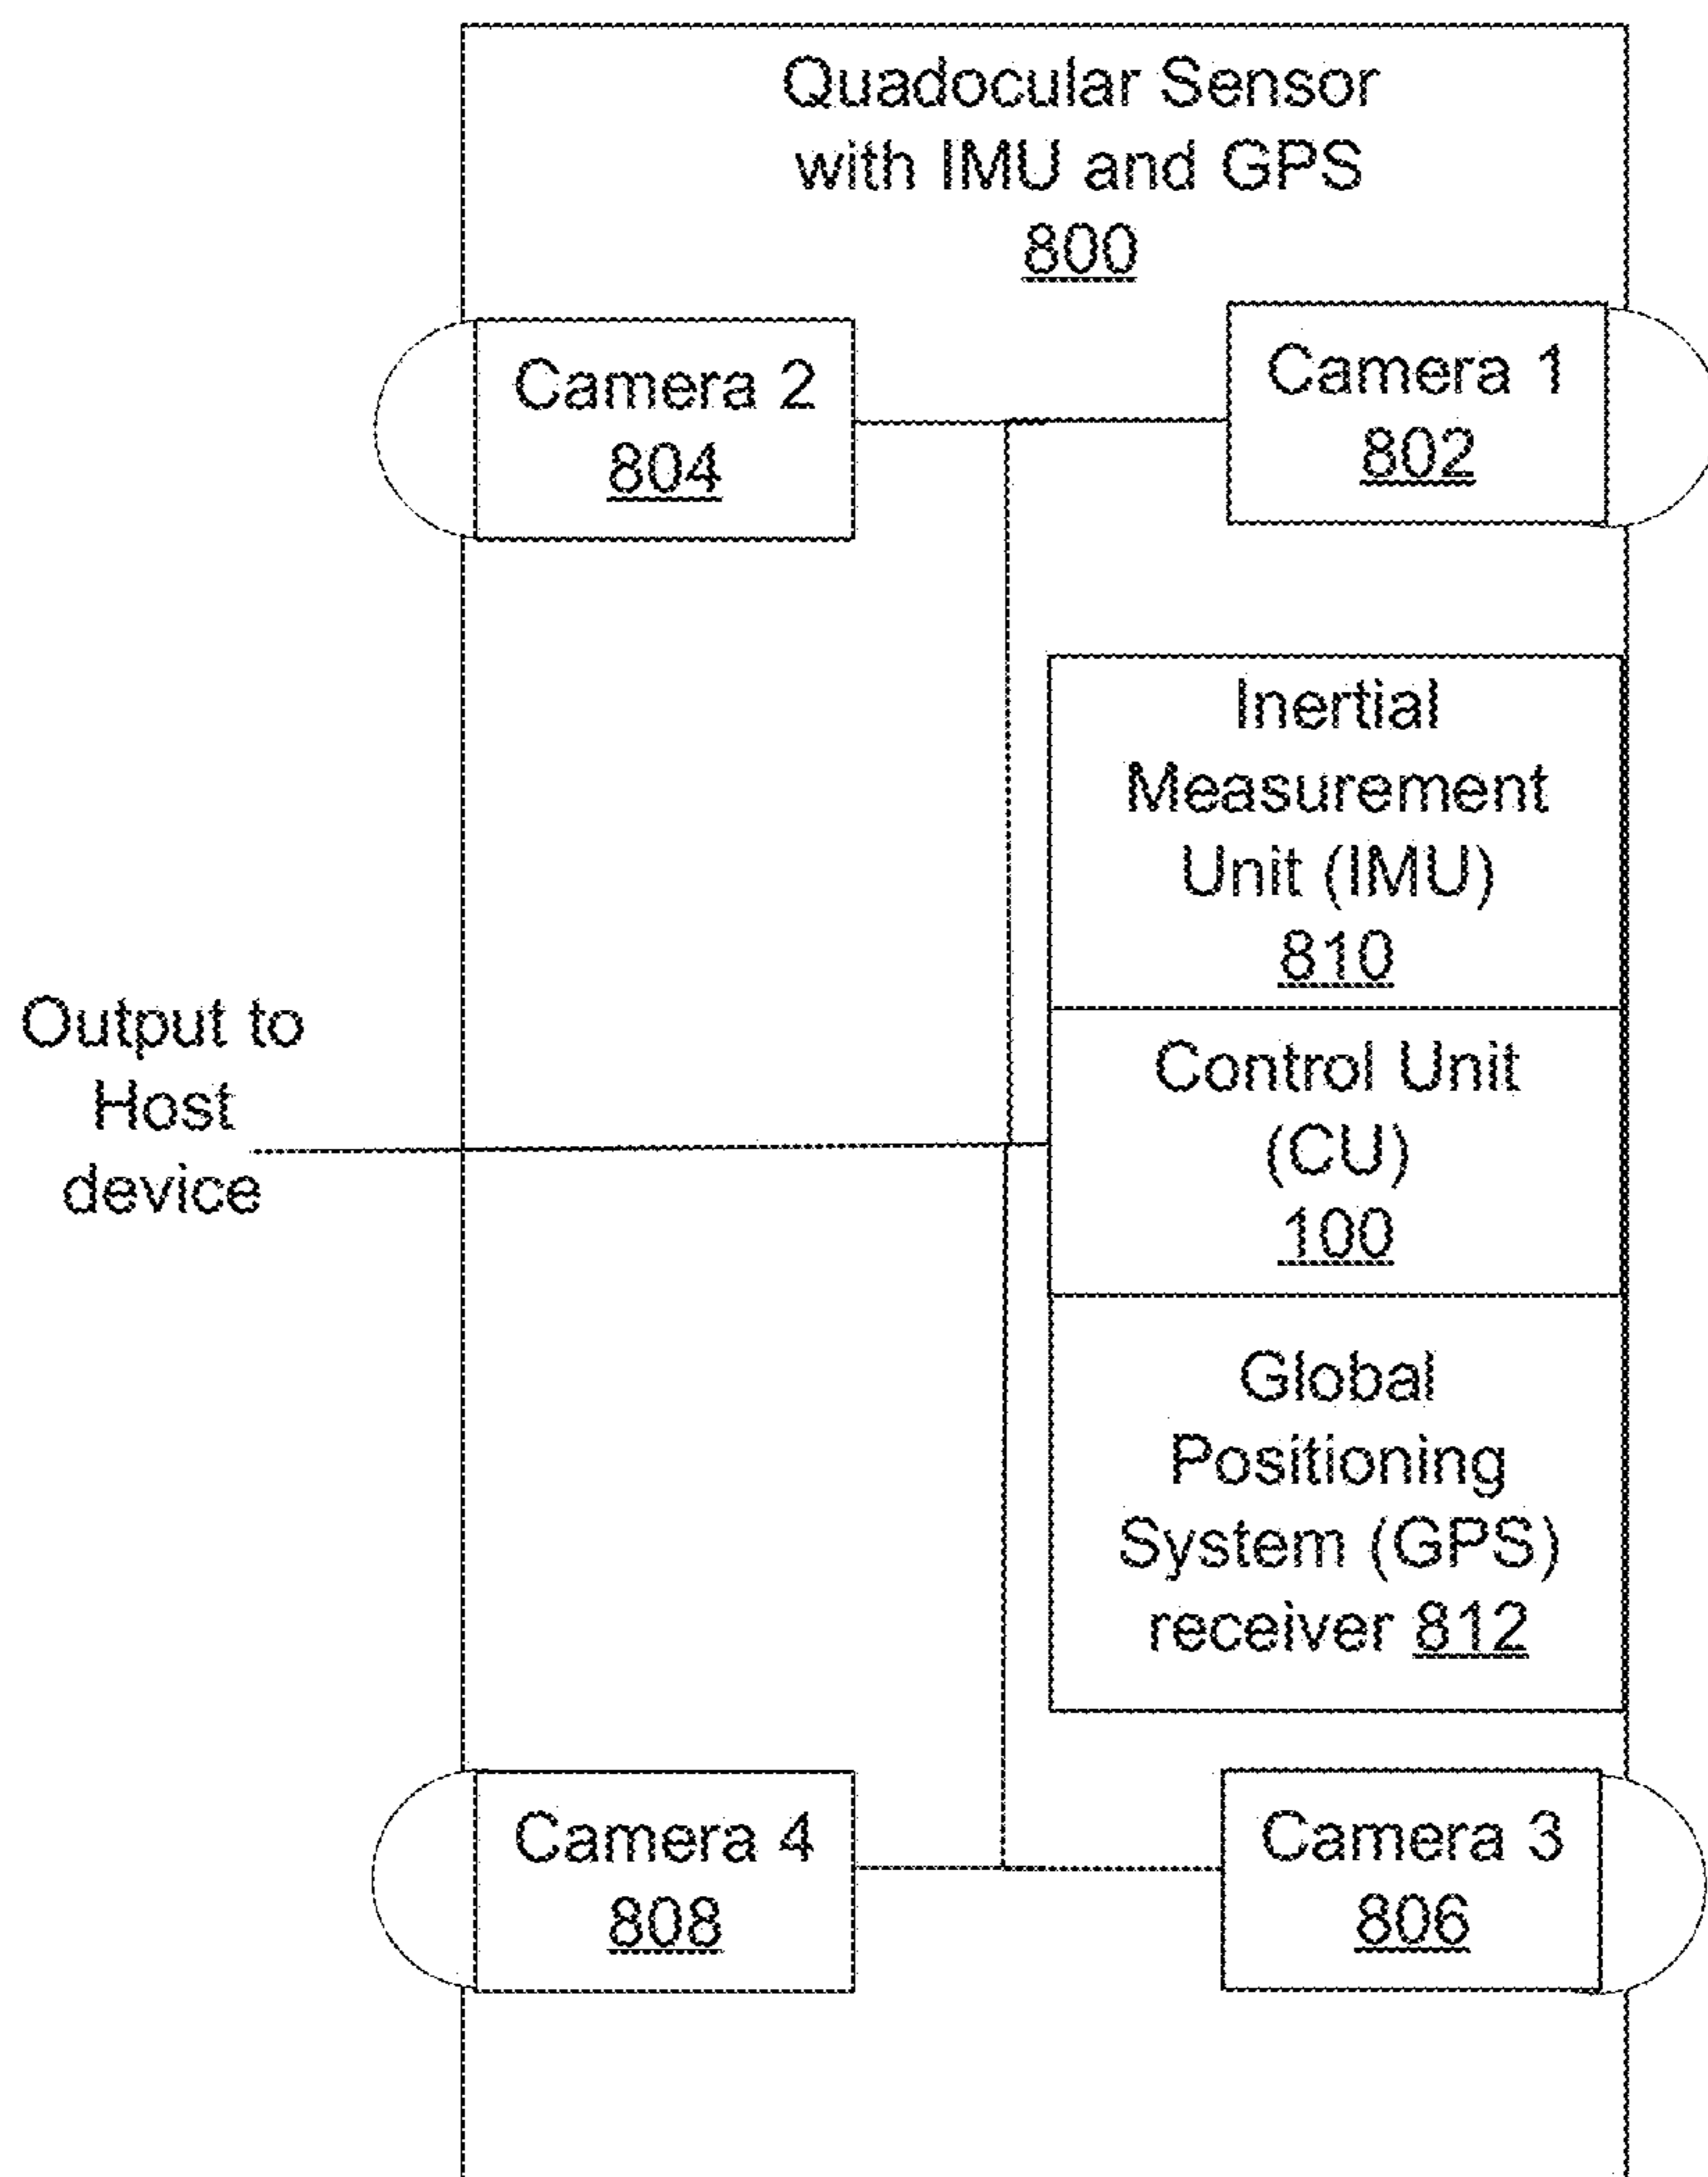 Quadocular Sensor
with IMU and GPS
800
Camera 2
804
Camera 1
802
Inertial
Measurement
Unit (IMU)
810
Output to
Host
device
Control Unit
(CU)
100
Global
Positioning
System (GPS)
receiver 812
Camera 4
808
Camera 3
806